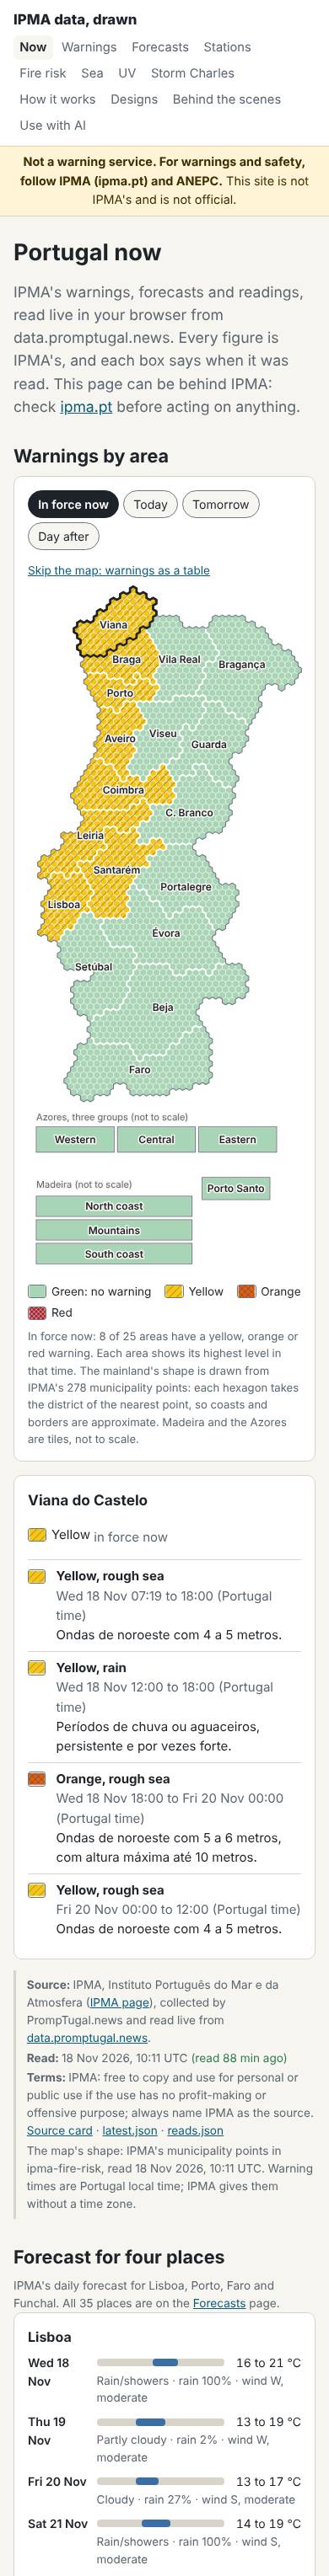 IPMA data, drawn
Now Warnings Forecasts Stations
Fire risk Sea UV Storm Charles
How it works Designs Behind the scenes
Use with AI
Not a warning service. For warnings and safety,
follow IPMA (ipma.pt) and ANEPC. This site is not
IPMA's and is not official.
Portugal now
IPMA's warnings, forecasts and readings,
read live in your browser from
data.promptugal.news. Every figure is
IPMA's, and each box says when it was
read. This page can be behind IPMA:
check ipma.pt before acting on anything.
Warnings by area
In force now Today Tomorrow
Day after
Skip the map: warnings as a table
Viana
Braga Vila Real Bragança
Porto
Aveiro Viseu
Guarda
Coimbra
C. Branco
Leiria
Santarém
Portalegre
Lisboa
Évora
Setúbal
Beja
Faro
Azores, three groups (not to scale)
Western Central Eastern
Madeira (not to scale)
Porto Santo
North coast
Mountains
South coast
Green: no warning Yellow Orange
Red
In force now: 8 of 25 areas have a yellow, orange or
red warning. Each area shows its highest level in
that time. The mainland's shape is drawn from
IPMA's 278 municipality points: each hexagon takes
the district of the nearest point, so coasts and
borders are approximate. Madeira and the Azores
are tiles, not to scale.
Viana do Castelo
Yellow in force now
Yellow, rough sea
Wed 18 Nov 07:19 to 18:00 (Portugal
time)
Ondas de noroeste com 4 a 5 metros.
Yellow, rain
Wed 18 Nov 12:00 to 18:00 (Portugal
time)
Períodos de chuva ou aguaceiros,
persistente e por vezes forte.
Orange, rough sea
Wed 18 Nov 18:00 to Fri 20 Nov 00:00
(Portugal time)
Ondas de noroeste com 5 a 6 metros,
com altura máxima até 10 metros.
Yellow, rough sea
Fri 20 Nov 00:00 to 12:00 (Portugal time)
Ondas de noroeste com 4 a 5 metros.
Source: IPMA, Instituto Português do Mar e da
Atmosfera (IPMA page), collected by
PrompTugal.news and read live from
data.promptugal.news.
Read: 18 Nov 2026, 10:11 UTC (read 88 min ago)
Terms: IPMA: free to copy and use for personal or
public use if the use has no profit-making or
offensive purpose; always name IPMA as the source.
Source card · latest.json · reads.json
The map's shape: IPMA's municipality points in
ipma-fire-risk, read 18 Nov 2026, 10:11 UTC. Warning
times are Portugal local time; IPMA gives them
without a time zone.
Forecast for four places
IPMA's daily forecast for Lisboa, Porto, Faro and
Funchal. All 35 places are on the Forecasts page.
Lisboa
Wed 18 Nov 16 to 21 °C
Rain/showers · rain 100% · wind W,
moderate
Thu 19 Nov 13 to 19 °C
Partly cloudy · rain 2% · wind W,
moderate
Fri 20 Nov 13 to 17 °C
Cloudy · rain 27% · wind S, moderate
Sat 21 Nov 14 to 19 °C
Rain/showers · rain 100% · wind S,
moderate